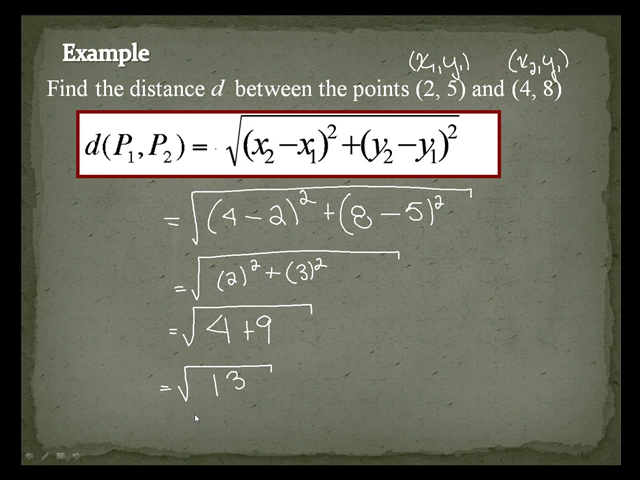 Example
(x₁, y₁) (x₂, y₁)
Find the distance d between the points (2, 5) and (4, 8)
d(P₁, P₂) = √((x₂ − x₁)² + (y₂ − y₁)²)
= √((4 − 2)² + (8 − 5)²)
= √((2)² + (3)²)
= √(4 + 9)
= √13